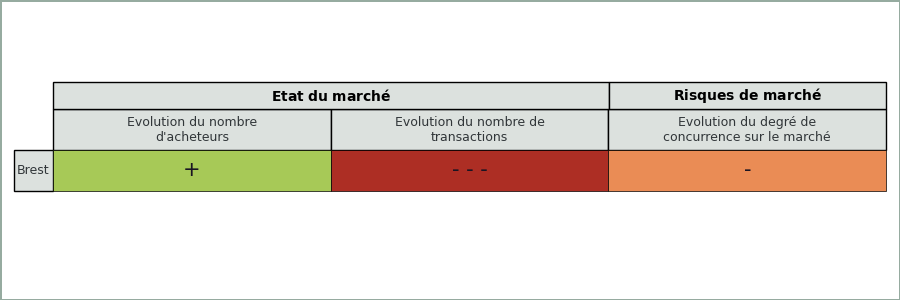 Etat du marché
Risques de marché
Evolution du nombre
d'acheteurs
Evolution du nombre de
transactions
Evolution du degré de
concurrence sur le marché
Brest
+
- - -
-